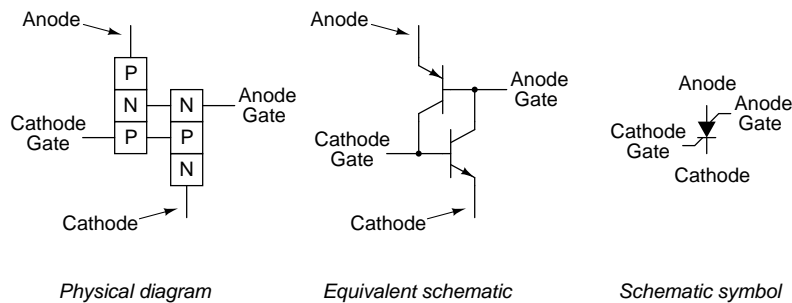 Anode
P
N
N
P
P
N
Anode
Gate
Cathode
Gate
Cathode
Physical diagram
Anode
Anode
Gate
Cathode
Gate
Cathode
Equivalent schematic
Anode
Anode
Gate
Cathode
Gate
Cathode
Schematic symbol